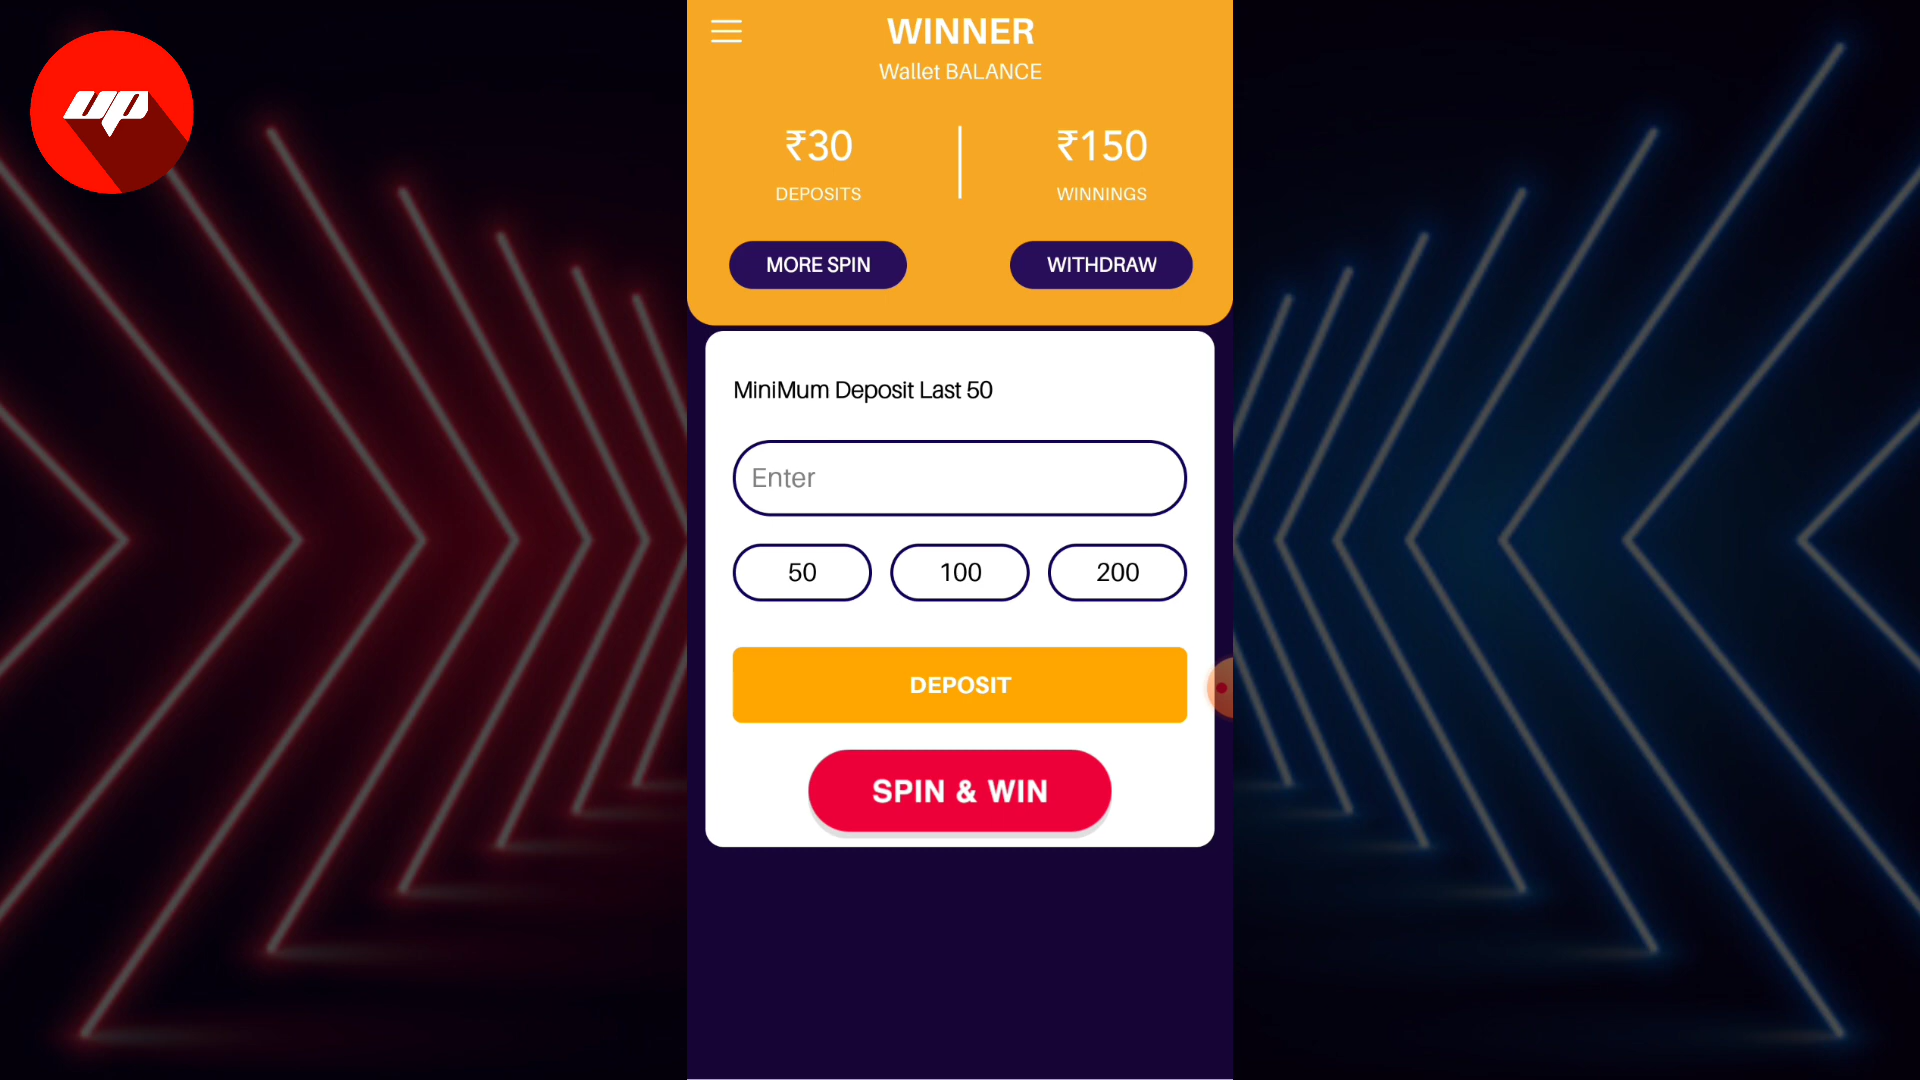 up
WINNER
Wallet BALANCE
₹30
₹150
DEPOSITS
WINNINGS
MORE SPIN
WITHDRAW
MiniMum Deposit Last 50
Enter
50
100
200
DEPOSIT
SPIN & WIN